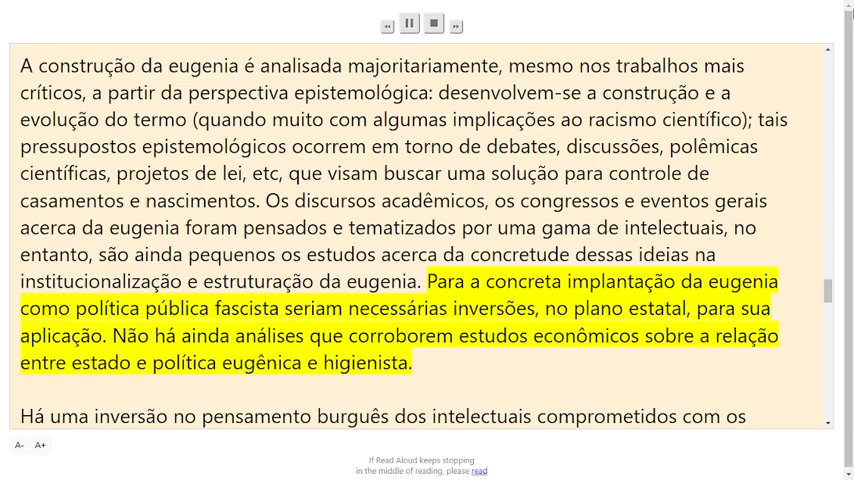 A construção da eugenia é analisada majoritariamente, mesmo nos trabalhos mais
críticos, a partir da perspectiva epistemológica: desenvolvem-se a construção e a
evolução do termo (quando muito com algumas implicações ao racismo científico); tais
pressupostos epistemológicos ocorrem em torno de debates, discussões, polêmicas
científicas, projetos de lei, etc, que visam buscar uma solução para controle de
casamentos e nascimentos. Os discursos acadêmicos, os congressos e eventos gerais
acerca da eugenia foram pensados e tematizados por uma gama de intelectuais, no
entanto, são ainda pequenos os estudos acerca da concretude dessas ideias na
institucionalização e estruturação da eugenia. Para a concreta implantação da eugenia
como política pública fascista seriam necessárias inversões, no plano estatal, para sua
aplicação. Não há ainda análises que corroborem estudos econômicos sobre a relação
entre estado e política eugênica e higienista.
Há uma inversão no pensamento burguês dos intelectuais comprometidos com os
A- A+
If Read Aloud keeps stopping
in the middle of reading, please read